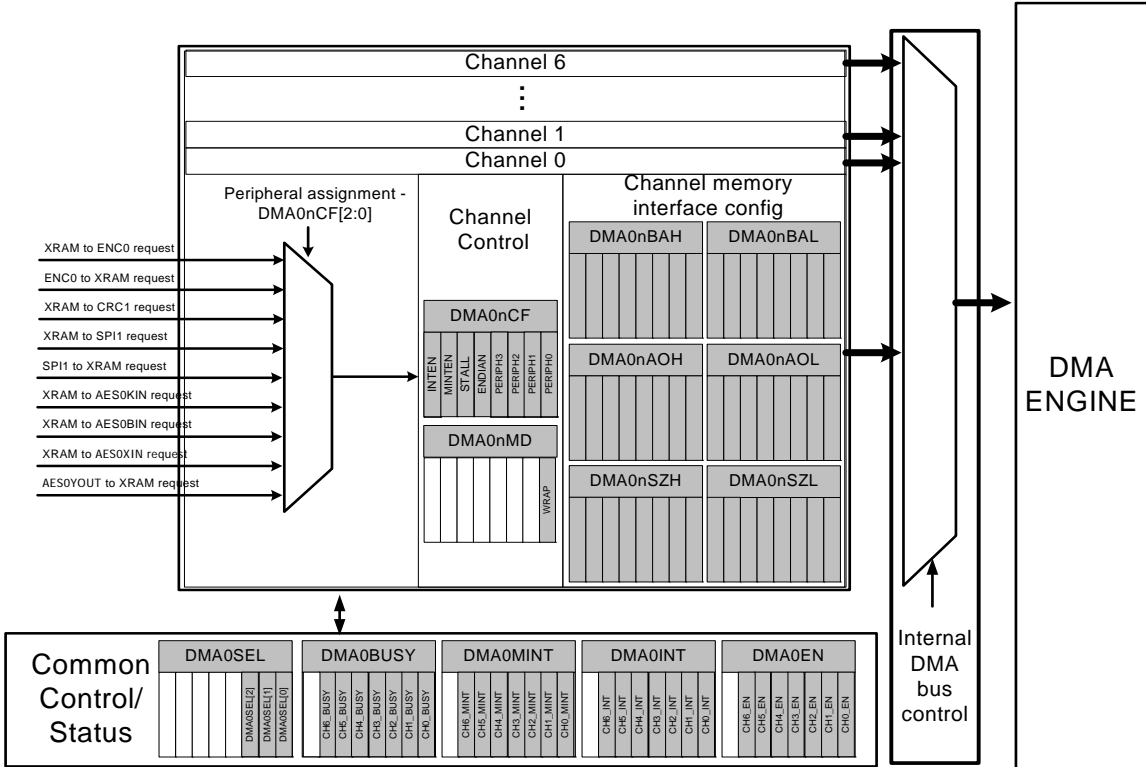 Channel 6
⋮
Channel 1
Channel 0
Peripheral assignment -
DMA0nCF[2:0]
XRAM to ENC0 request
ENC0 to XRAM request
XRAM to CRC1 request
XRAM to SPI1 request
SPI1 to XRAM request
XRAM to AES0KIN request
XRAM to AES0BIN request
XRAM to AES0XIN request
AES0YOUT to XRAM request
Channel
Control
DMA0nCF
INTEN
MINTEN
STALL
ENDIAN
PERIPH3
PERIPH2
PERIPH1
PERIPH0
DMA0nMD
WRAP
Channel memory
interface config
DMA0nBAH
DMA0nBAL
DMA0nAOH
DMA0nAOL
DMA0nSZH
DMA0nSZL
DMA
ENGINE
Internal
DMA
bus
control
Common
Control/
Status
DMA0SEL
DMA0SEL[2]
DMA0SEL[1]
DMA0SEL[0]
DMA0BUSY
CH6_BUSY
CH5_BUSY
CH4_BUSY
CH3_BUSY
CH2_BUSY
CH1_BUSY
CH0_BUSY
DMA0MINT
CH6_MINT
CH5_MINT
CH4_MINT
CH3_MINT
CH2_MINT
CH1_MINT
CH0_MINT
DMA0INT
CH6_INT
CH5_INT
CH4_INT
CH3_INT
CH2_INT
CH1_INT
CH0_INT
DMA0EN
CH6_EN
CH5_EN
CH4_EN
CH3_EN
CH2_EN
CH1_EN
CH0_EN